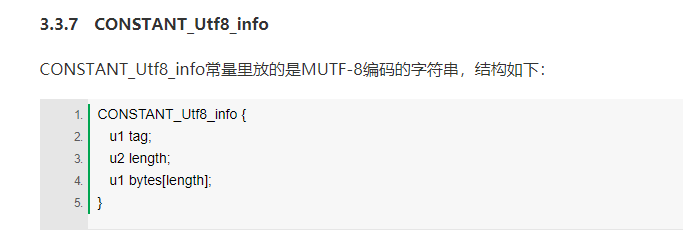 3.3.7 CONSTANT_Utf8_info
CONSTANT_Utf8_info常量里放的是MUTF-8编码的字符串，结构如下：
1. CONSTANT_Utf8_info {
2. u1 tag;
3. u2 length;
4. u1 bytes[length];
5. }